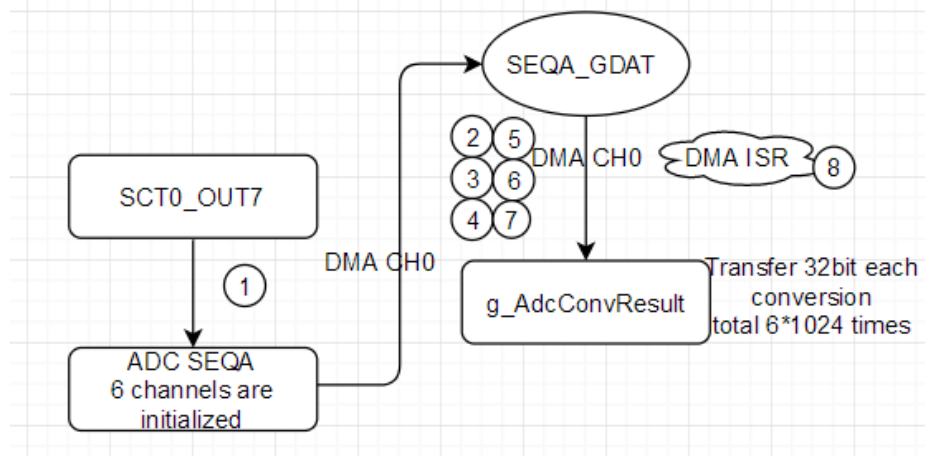 SEQA_GDAT
2
5
DMA CH0
DMA ISR
8
3
6
SCT0_OUT7
4
7
DMA CH0
1
Transfer 32bit each
conversion
total 6*1024 times
g_AdcConvResult
ADC SEQA
6 channels are
initialized